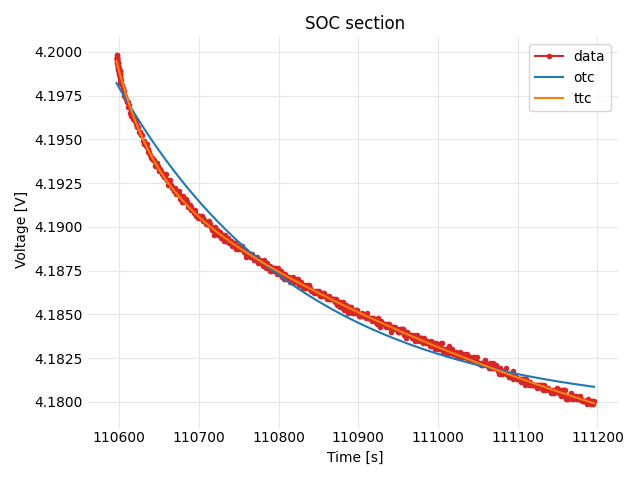 SOC section
4.2000
4.1975
4.1950
4.1925
4.1900
4.1875
4.1850
4.1825
4.1800
Voltage [V]
data
otc
ttc
110600 110700 110800 110900 111000 111100 111200
Time [s]